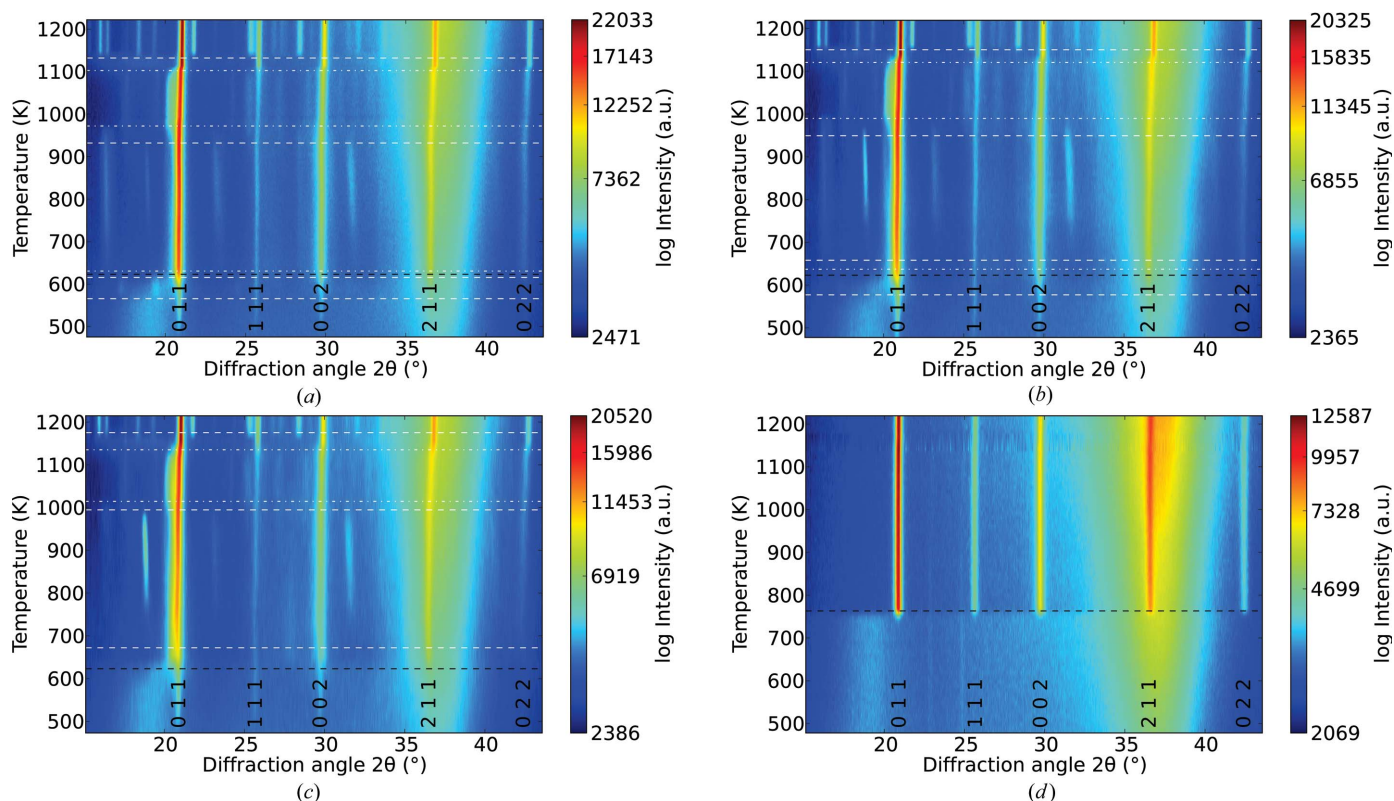 1200
1100
1000
900
800
700
600
500
Temperature (K)
20
25
30
35
40
Diffraction angle 2θ (°)
0 1 1
1 1 1
0 0 2
2 1 1
0 2 2
22033
17143
12252
7362
2471
log Intensity (a.u.)
(a)
1200
1100
1000
900
800
700
600
500
Temperature (K)
20
25
30
35
40
Diffraction angle 2θ (°)
0 1 1
1 1 1
0 0 2
2 1 1
0 2 2
20325
15835
11345
6855
2365
log Intensity (a.u.)
(b)
1200
1100
1000
900
800
700
600
500
Temperature (K)
20
25
30
35
40
Diffraction angle 2θ (°)
0 1 1
1 1 1
0 0 2
2 1 1
0 2 2
20520
15986
11453
6919
2386
log Intensity (a.u.)
(c)
1200
1100
1000
900
800
700
600
500
Temperature (K)
20
25
30
35
40
Diffraction angle 2θ (°)
0 1 1
1 1 1
0 0 2
2 1 1
0 2 2
12587
9957
7328
4699
2069
log Intensity (a.u.)
(d)